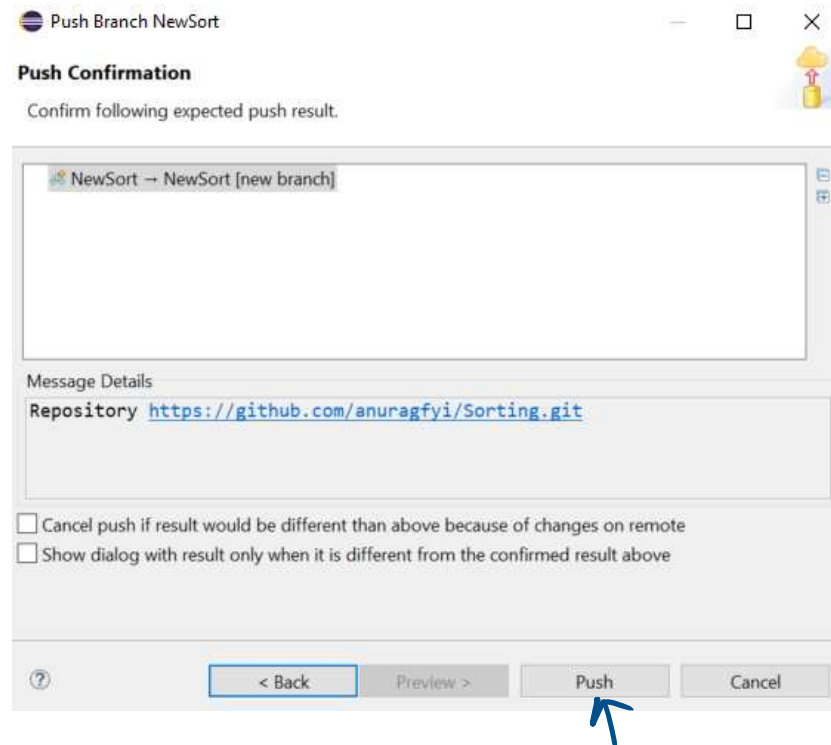 Push Branch NewSort
Push Confirmation
Confirm following expected push result.
NewSort → NewSort [new branch]
Message Details
Repository https://github.com/anuragfyi/Sorting.git
Cancel push if result would be different than above because of changes on remote
Show dialog with result only when it is different from the confirmed result above
< Back Preview > Push Cancel